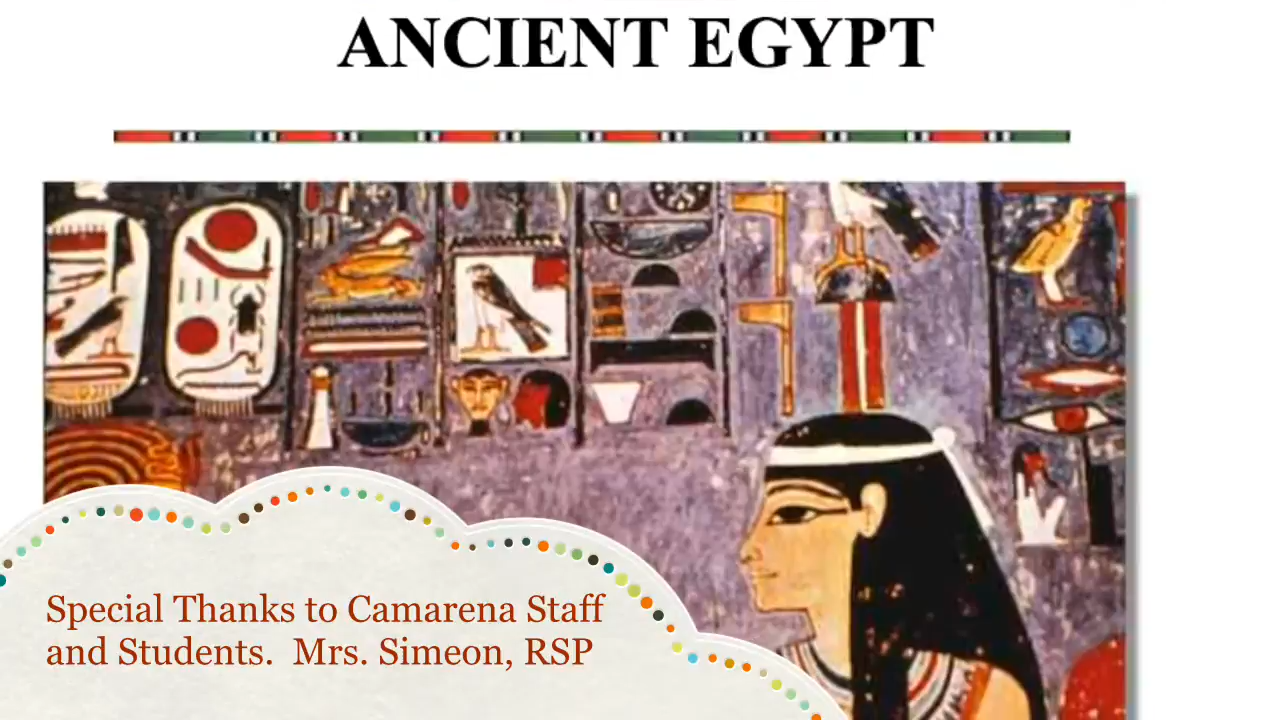 ANCIENT EGYPT
Special Thanks to Camarena Staff
and Students.  Mrs. Simeon, RSP